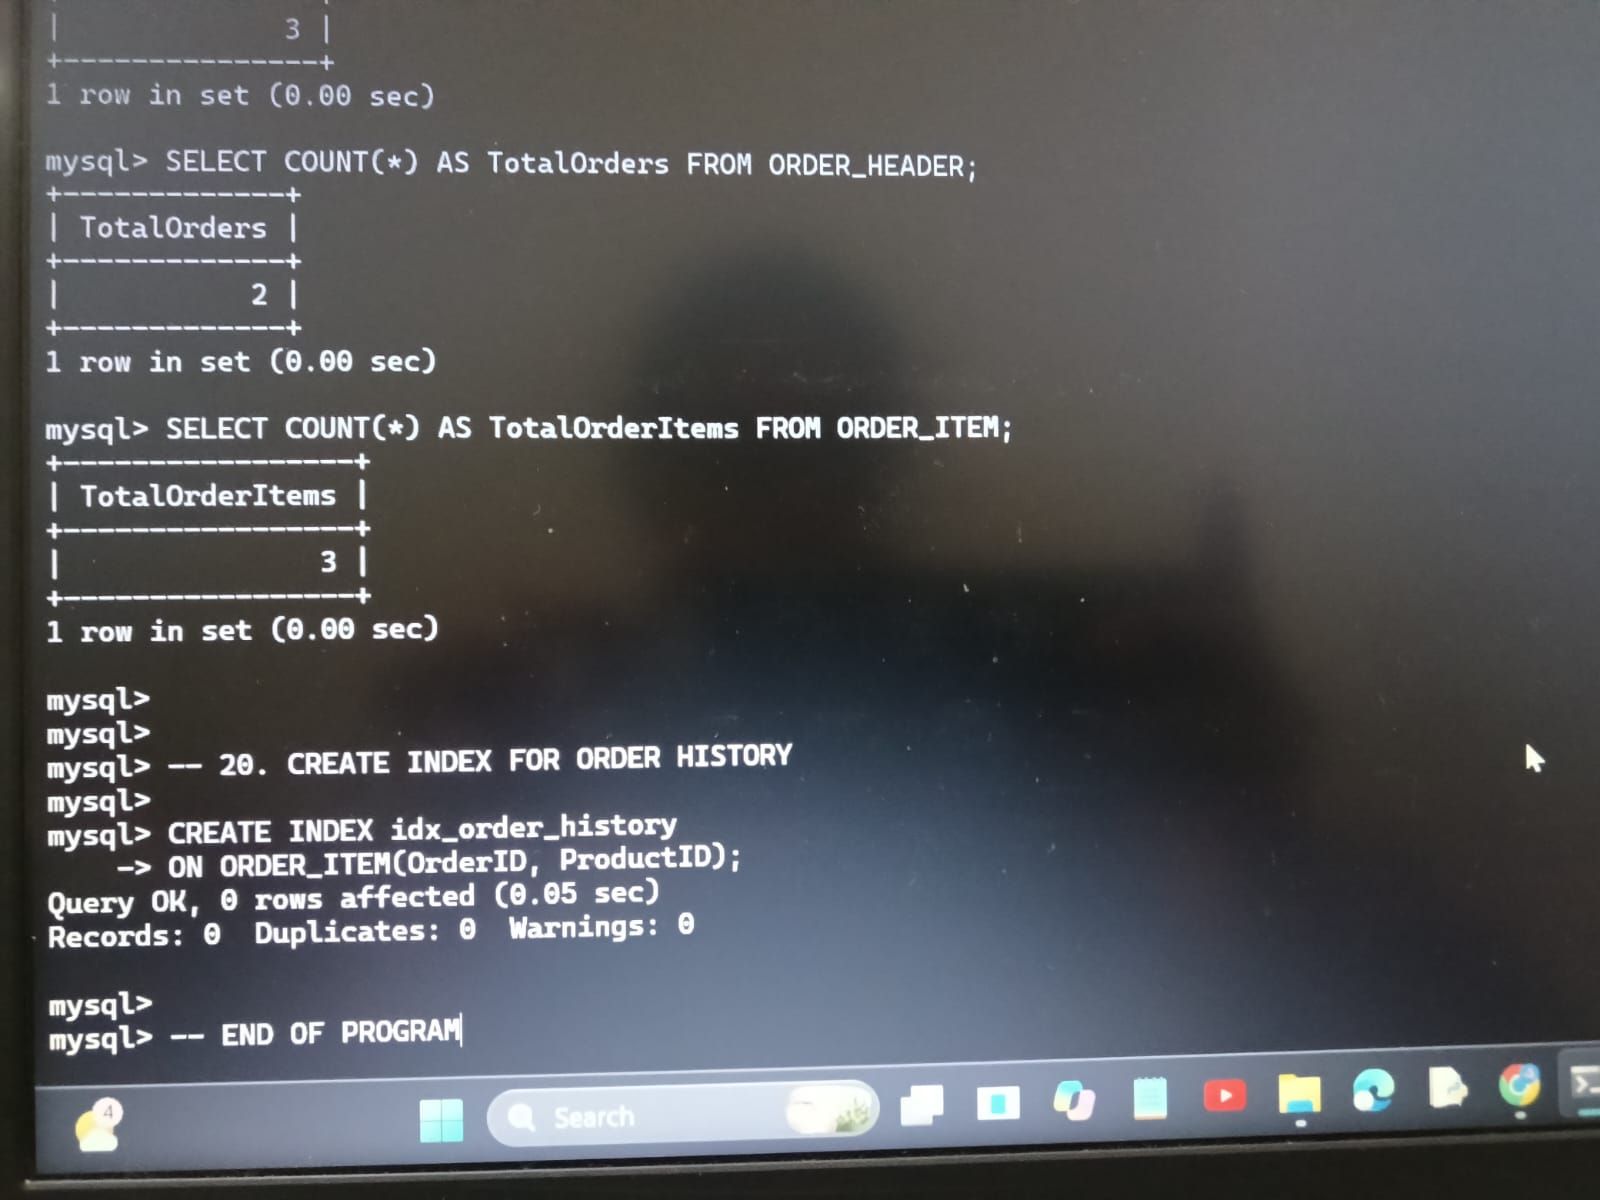 |              3 |
+---------------+
1 row in set (0.00 sec)
mysql> SELECT COUNT(*) AS TotalOrders FROM ORDER_HEADER;
+-------------+
| TotalOrders |
+-------------+
|           2 |
+-------------+
1 row in set (0.00 sec)
mysql> SELECT COUNT(*) AS TotalOrderItems FROM ORDER_ITEM;
+-----------------+
| TotalOrderItems |
+-----------------+
|               3 |
+-----------------+
1 row in set (0.00 sec)
mysql>
mysql>
mysql> -- 20. CREATE INDEX FOR ORDER HISTORY
mysql>
mysql> CREATE INDEX idx_order_history
    -> ON ORDER_ITEM(OrderID, ProductID);
Query OK, 0 rows affected (0.05 sec)
Records: 0  Duplicates: 0  Warnings: 0
mysql>
mysql> -- END OF PROGRAM
4
Search